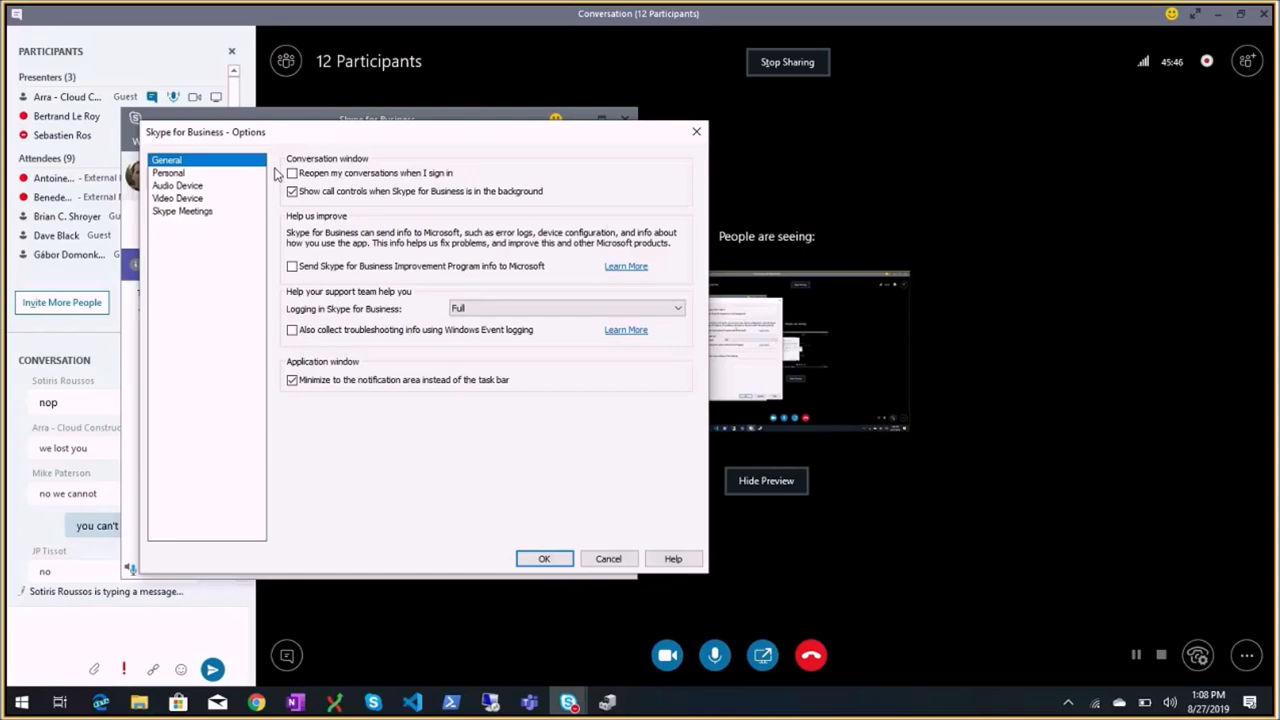 Conversation (12 Participants)
PARTICIPANTS
Presenters (3)
Arra - Cloud C... Guest
Bertrand Le Roy
Sebastien Ros
Attendees (9)
Antoine... - External
Benede... - External
Brian C. Shroyer
Dave Black Guest
Gábor Domonk...
Invite More People
CONVERSATION
Sotiris Roussos
nop
Arra - Cloud Construc
we lost you
Mike Paterson
no we cannot
you can't
JP Tissot
no
Sotiris Roussos is typing a message...
12 Participants
Stop Sharing
45:46
Skype for Business
Skype for Business - Options
General
Personal
Audio Device
Video Device
Skype Meetings
Conversation window
Reopen my conversations when I sign in
Show call controls when Skype for Business is in the background
Help us improve
Skype for Business can send info to Microsoft, such as error logs, device configuration, and info about
how you use the app. This info helps us fix problems, and improve this and other Microsoft products.
Send Skype for Business Improvement Program info to Microsoft
Learn More
Help your support team help you
Logging in Skype for Business:
Full
Also collect troubleshooting info using Windows Event logging
Learn More
Application window
Minimize to the notification area instead of the task bar
OK
Cancel
Help
People are seeing:
Hide Preview
1:08 PM
8/27/2019